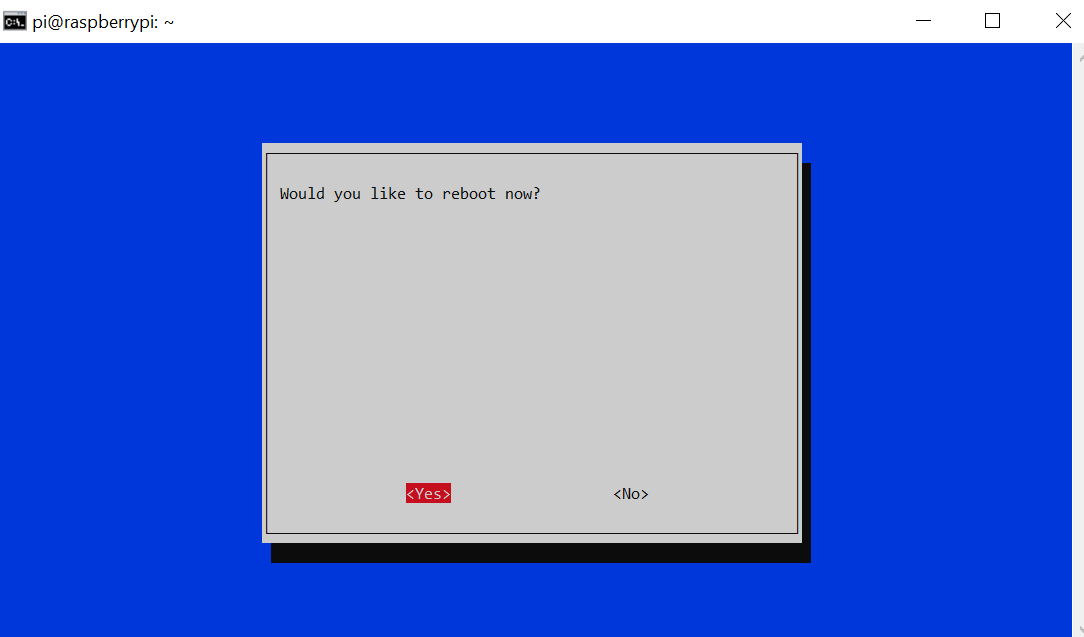 pi@raspberrypi: ~
Would you like to reboot now?
<Yes> <No>